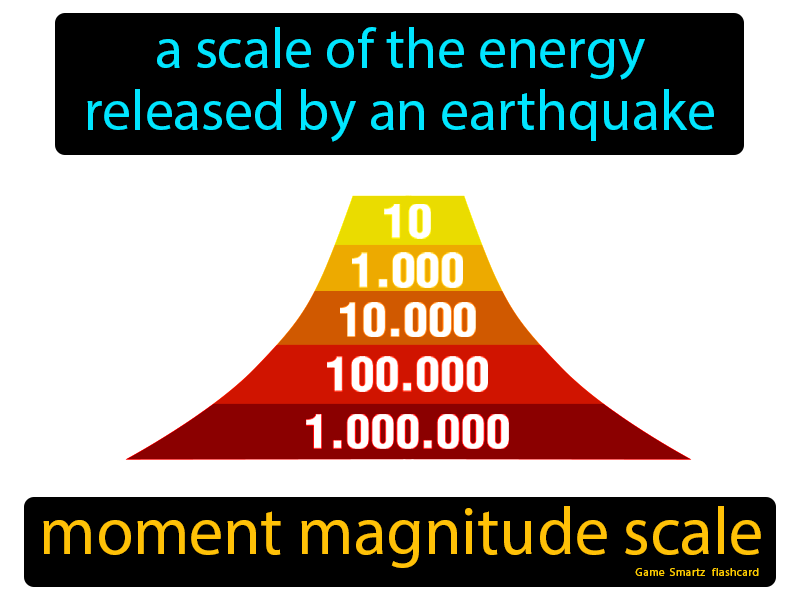 a scale of the energy
released by an earthquake
10
1.000
10.000
100.000
1.000.000
moment magnitude scale
Game Smartz flashcard